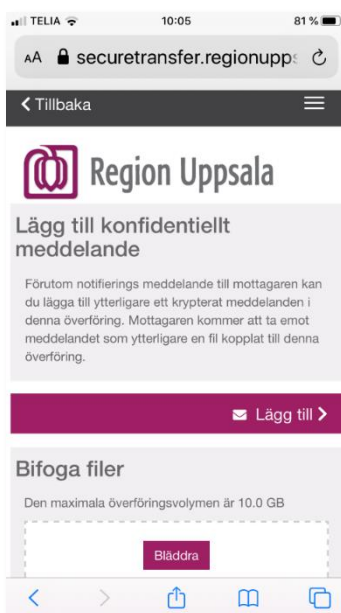 TELIA 10:05 81 %
AA securetransfer.regionupp
Tillbaka
Region Uppsala
Lägg till konfidentiellt
meddelande
Förutom notifierings meddelande till mottagaren kan
du lägga till ytterligare ett krypterat meddelanden i
denna överföring. Mottagaren kommer att ta emot
meddelandet som ytterligare en fil kopplat till denna
överföring.
Lägg till
Bifoga filer
Den maximala överföringsvolymen är 10.0 GB
Bläddra